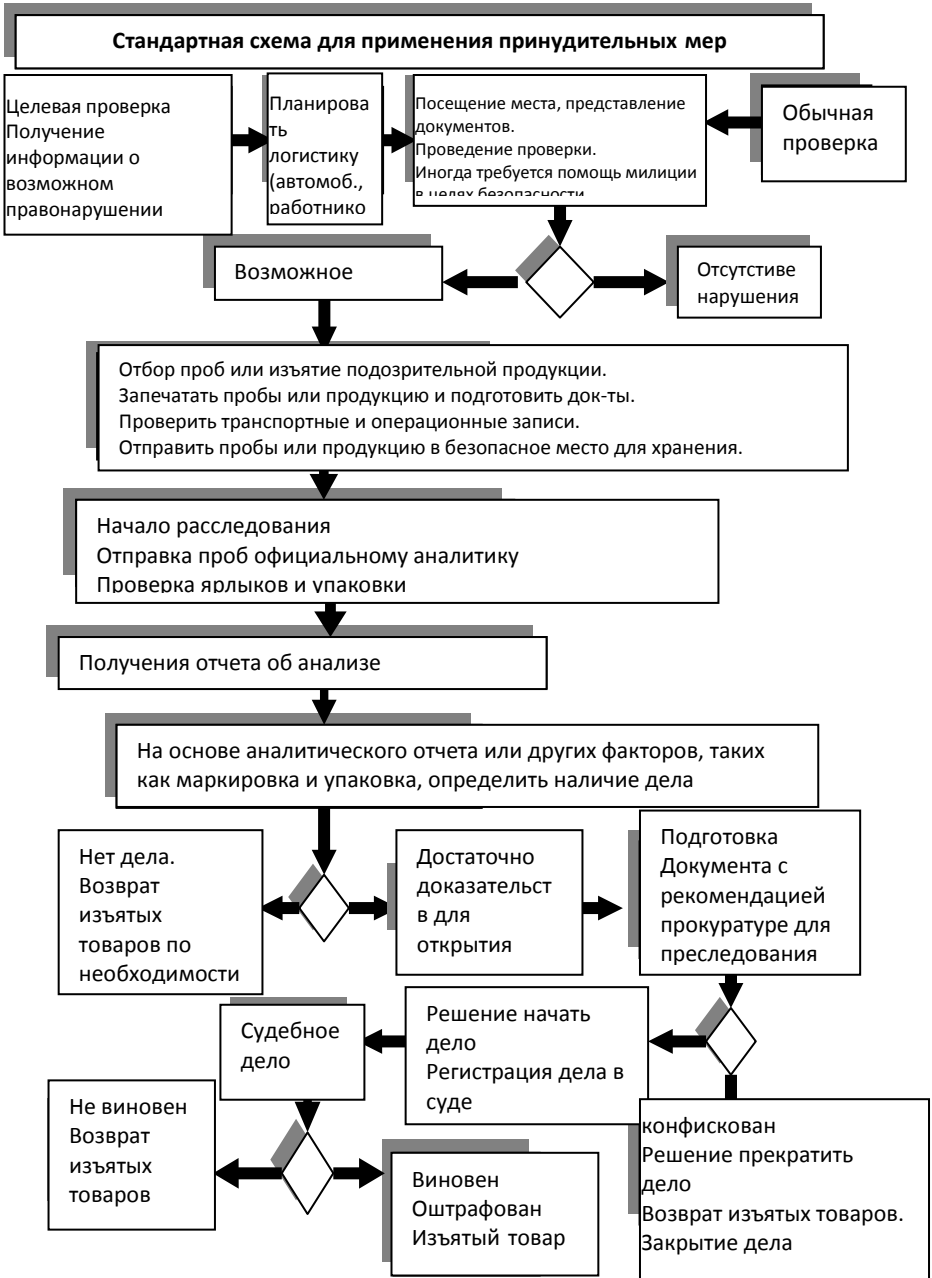 Стандартная схема для применения принудительных мер
Целевая проверка
Получение
информации о
возможном
правонарушении
Планирова
ть
логистику
(автомоб.,
работнико
Посещение места, представление
документов.
Проведение проверки.
Иногда требуется помощь милиции
в целях безопасности
Обычная
проверка
Возможное
Отсутстиве
нарушения
Отбор проб или изъятие подозрительной продукции.
Запечатать пробы или продукцию и подготовить док-ты.
Проверить транспортные и операционные записи.
Отправить пробы или продукцию в безопасное место для хранения.
Начало расследования
Отправка проб официальному аналитику
Проверка ярлыков и упаковки
Получения отчета об анализе
На основе аналитического отчета или других факторов, таких
как маркировка и упаковка, определить наличие дела
Нет дела.
Возврат
изъятых
товаров по
необходимости
Достаточно
доказательст
в для
открытия
Подготовка
Документа с
рекомендацией
прокуратуре для
преследования
Судебное
дело
Решение начать
дело
Регистрация дела в
суде
Не виновен
Возврат
изъятых
товаров
Виновен
Оштрафован
Изъятый товар
конфискован
Решение прекратить
дело
Возврат изъятых товаров.
Закрытие дела